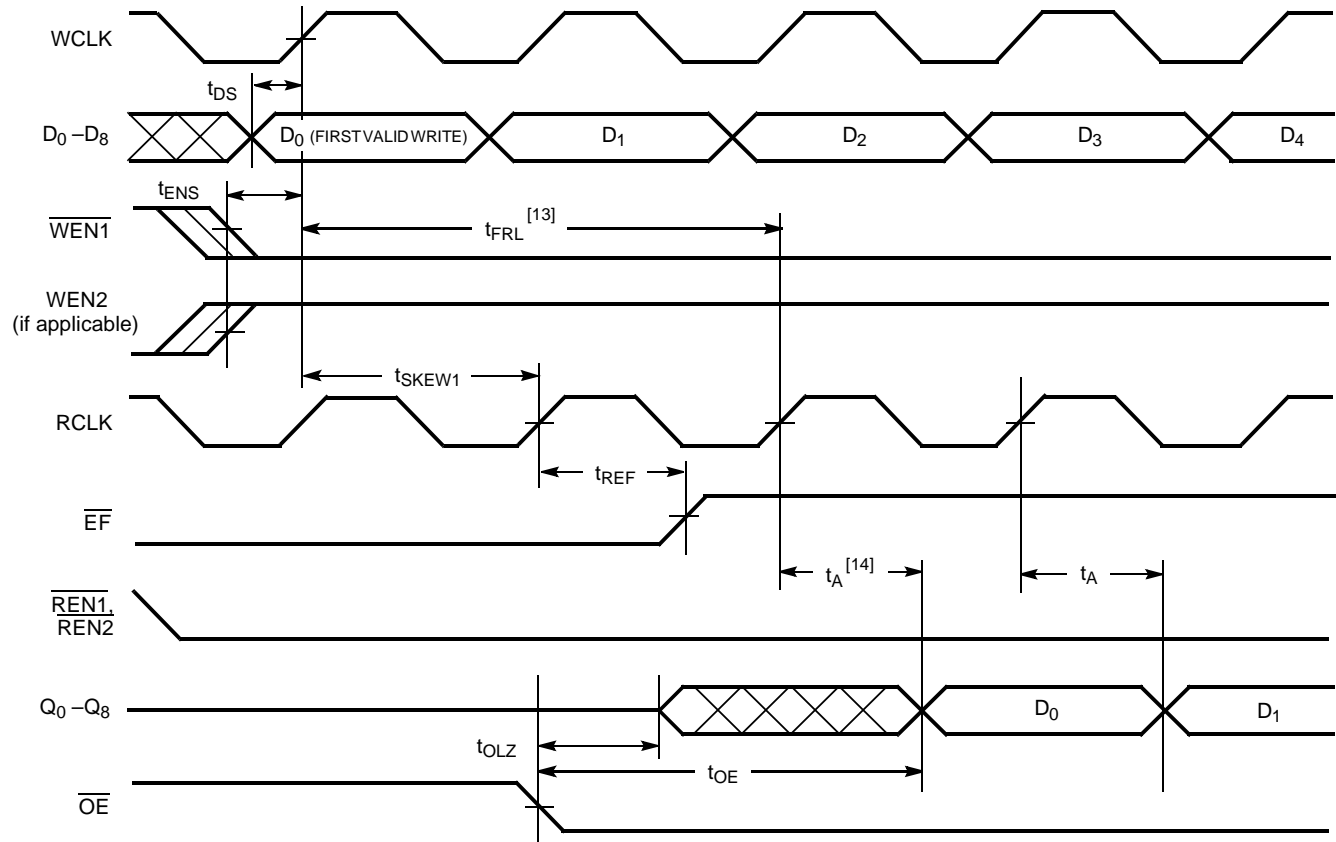 WCLK
tDS
D0 –D8
D0 (FIRST VALID WRITE)
D1
D2
D3
D4
tENS
WEN1
tFRL [13]
WEN2
(if applicable)
tSKEW1
RCLK
tREF
EF
tA [14]
tA
REN1,
REN2
Q0 –Q8
D0
D1
tOLZ
tOE
OE